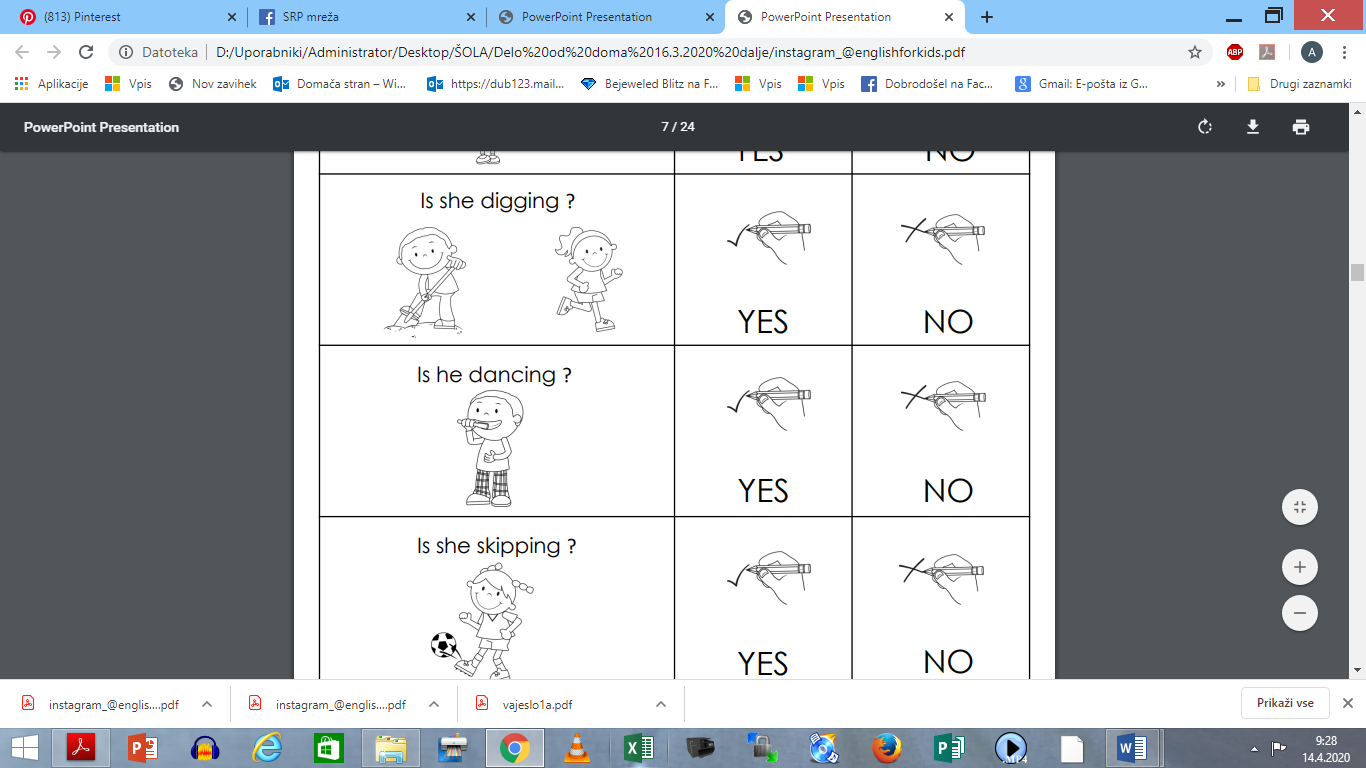 (813) Pinterest
SRP mreža
PowerPoint Presentation
PowerPoint Presentation
Datoteka
D:/Uporabniki/Administrator/Desktop/ŠOLA/Delo%20od%20doma%2016.3.2020%20dalje/instagram_@englishforkids.pdf
ABP
A
Aplikacije
Vpis
Nov zavihek
Domača stran – Wi...
https://dub123.mail...
Bejeweled Blitz na F...
Vpis
Vpis
Dobrodošel na Fac...
Gmail: E-pošta iz G...
»
Drugi zaznamki
PowerPoint Presentation
7 / 24
YES
NO
Is she digging ?
YES
NO
Is he dancing ?
YES
NO
Is she skipping ?
YES
NO
instagram_@englis....pdf
instagram_@englis....pdf
vajeslo1a.pdf
Prikaži vse
MP4
9:28
14.4.2020